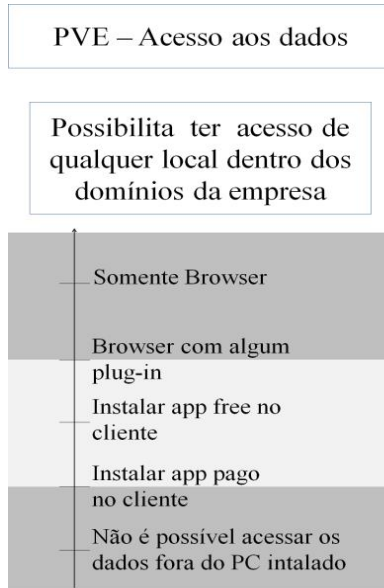 PVE – Acesso aos dados
Possibilita ter acesso de
qualquer local dentro dos
domínios da empresa
Somente Browser
Browser com algum
plug-in
Instalar app free no
cliente
Instalar app pago
no cliente
Não é possível acessar os
dados fora do PC intalado